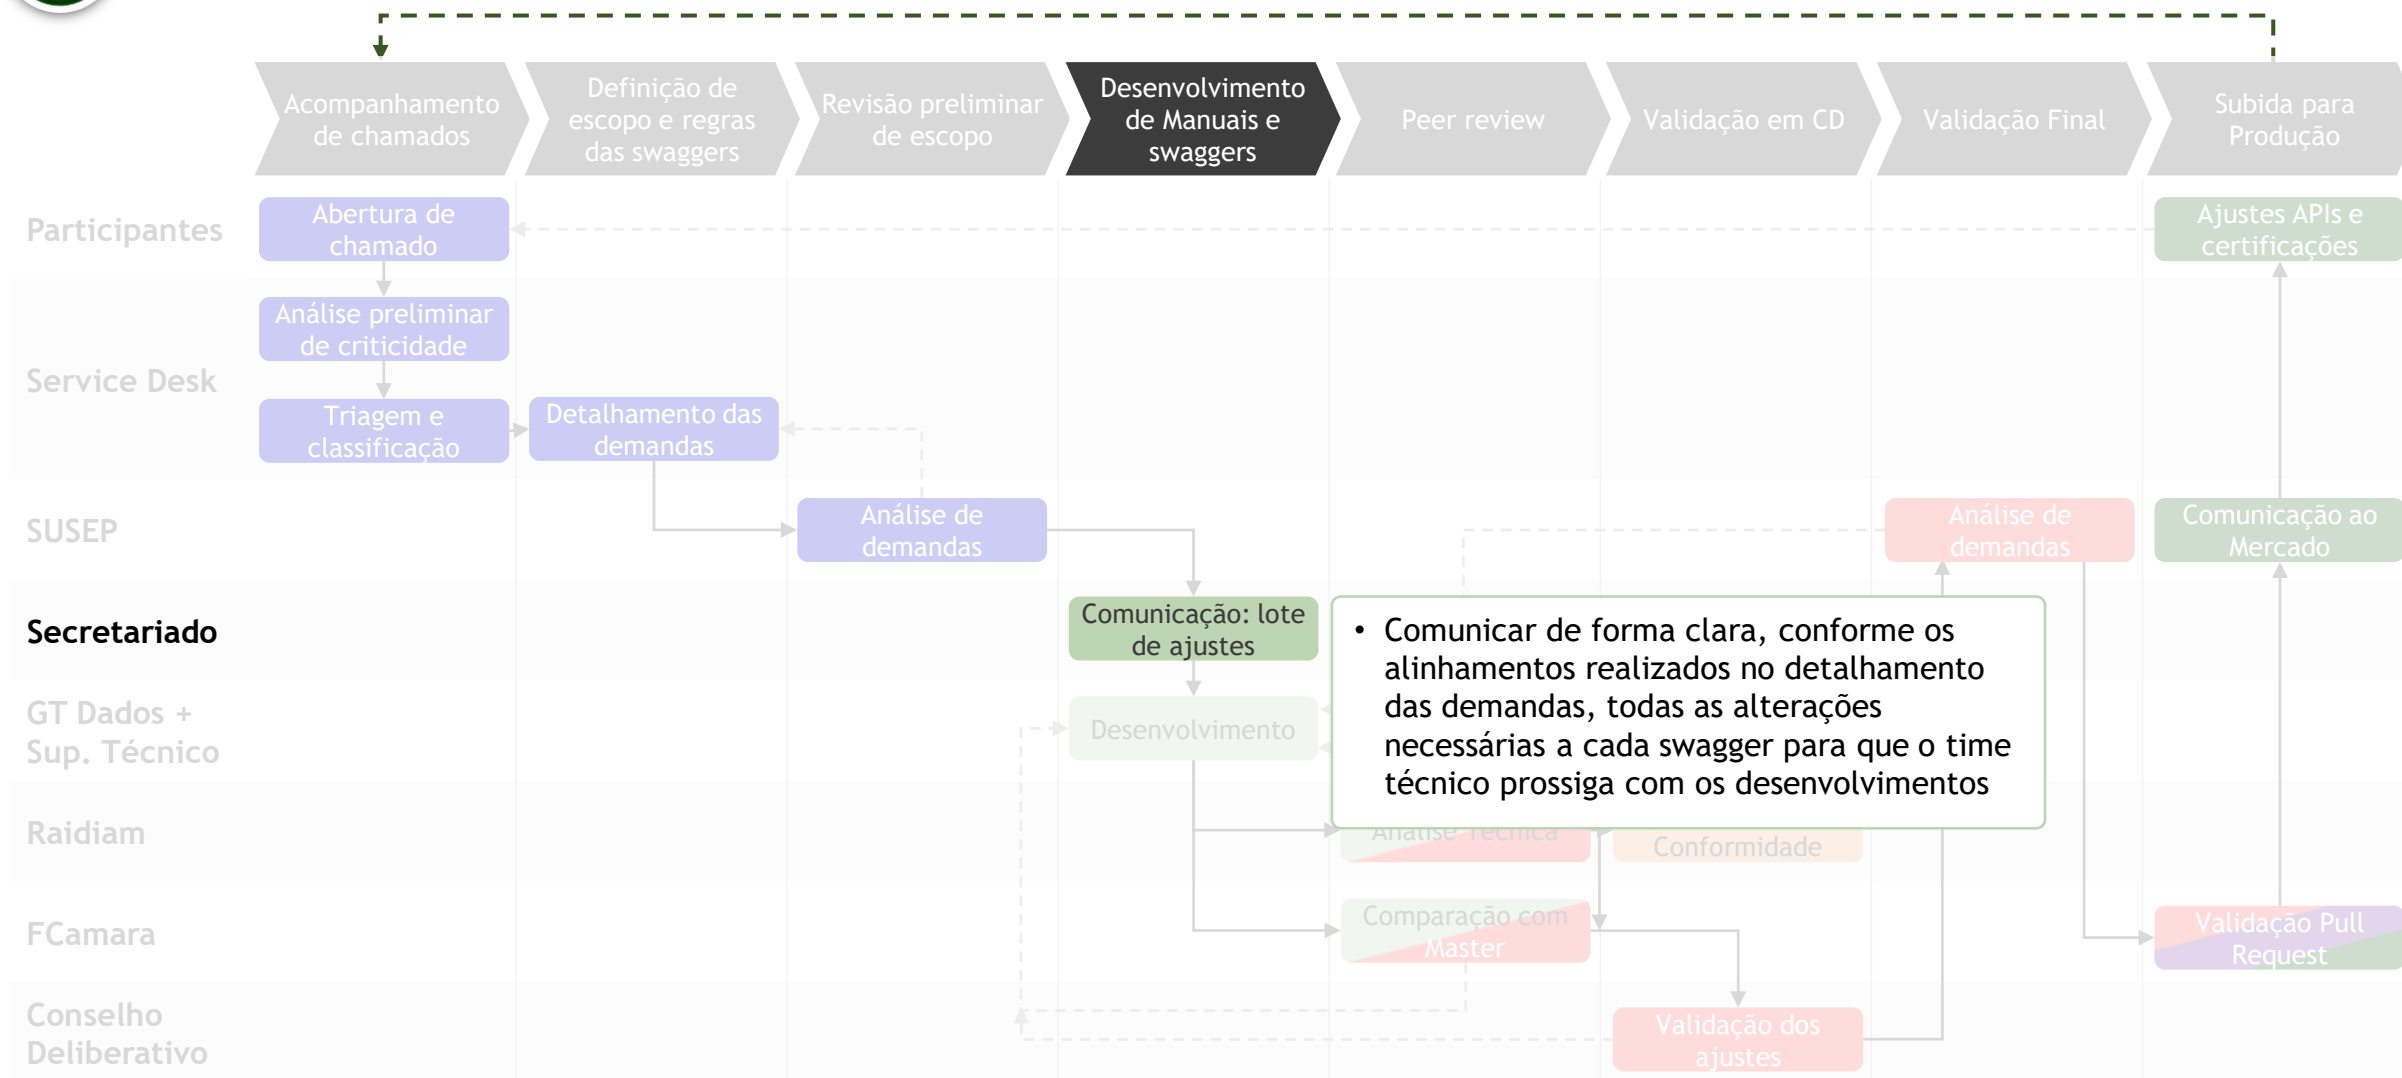 Acompanhamento
de chamados
Definição de
escopo e regras
das swaggers
Revisão preliminar
de escopo
Desenvolvimento
de Manuais e
swaggers
Peer review
Validação em CD
Validação Final
Subida para
Produção
Participantes
Abertura de
chamado
Ajustes APIs e
certificações
Service Desk
Análise preliminar
de criticidade
Triagem e
classificação
Detalhamento das
demandas
SUSEP
Análise de
demandas
Análise de
demandas
Comunicação ao
Mercado
Secretariado
Comunicação: lote
de ajustes
• Comunicar de forma clara, conforme os
alinhamentos realizados no detalhamento
das demandas, todas as alterações
necessárias a cada swagger para que o time
técnico prossiga com os desenvolvimentos
GT Dados +
Sup. Técnico
Desenvolvimento
Raidiam
Análise Técnica
Conformidade
FCamara
Comparação com
Master
Validação Pull
Request
Conselho
Deliberativo
Validação dos
ajustes